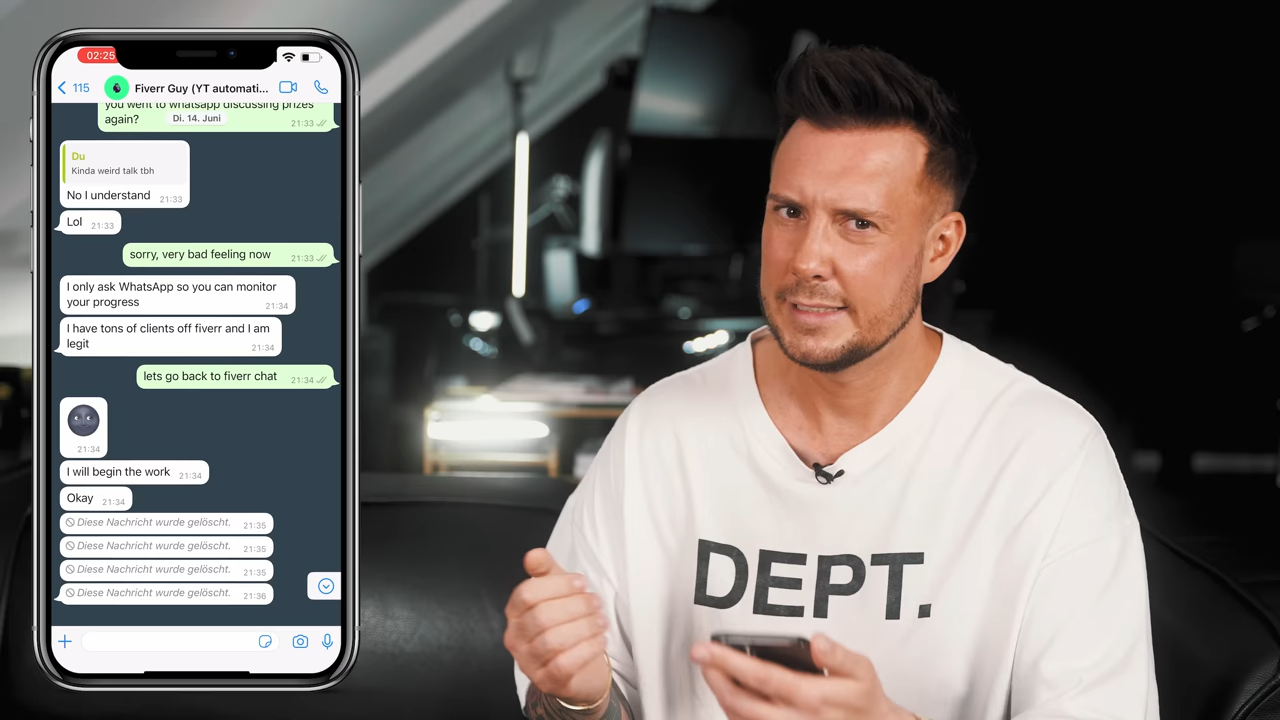 02:25
115
Fiverr Guy (YT automati...
you went to whatsapp discussing prizes
again?
21:33
Di. 14. Juni
Du
Kinda weird talk tbh
No I understand
21:33
Lol
21:33
sorry, very bad feeling now
21:33
I only ask WhatsApp so you can monitor
your progress
21:34
I have tons of clients off fiverr and I am
legit
21:34
lets go back to fiverr chat
21:34
21:34
I will begin the work
21:34
Okay
21:34
Diese Nachricht wurde gelöscht.
21:35
Diese Nachricht wurde gelöscht.
21:35
Diese Nachricht wurde gelöscht.
21:35
Diese Nachricht wurde gelöscht.
21:36
DEPT.